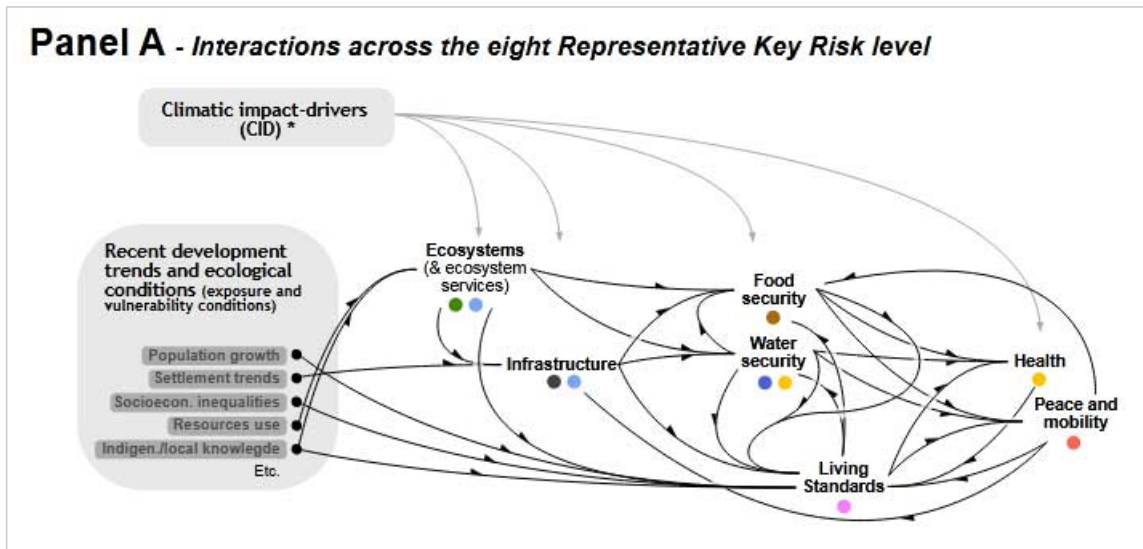 Panel A - Interactions across the eight Representative Key Risk level
Climatic impact-drivers
(CID) *
Recent development
trends and ecological
conditions (exposure and
vulnerability conditions)
Population growth
Settlement trends
Socioecon. inequalities
Resources use
Indigen./local knowlegde
Etc.
Ecosystems
(& ecosystem
services)
Infrastructure
Food
security
Water
security
Health
Peace and
mobility
Living
Standards